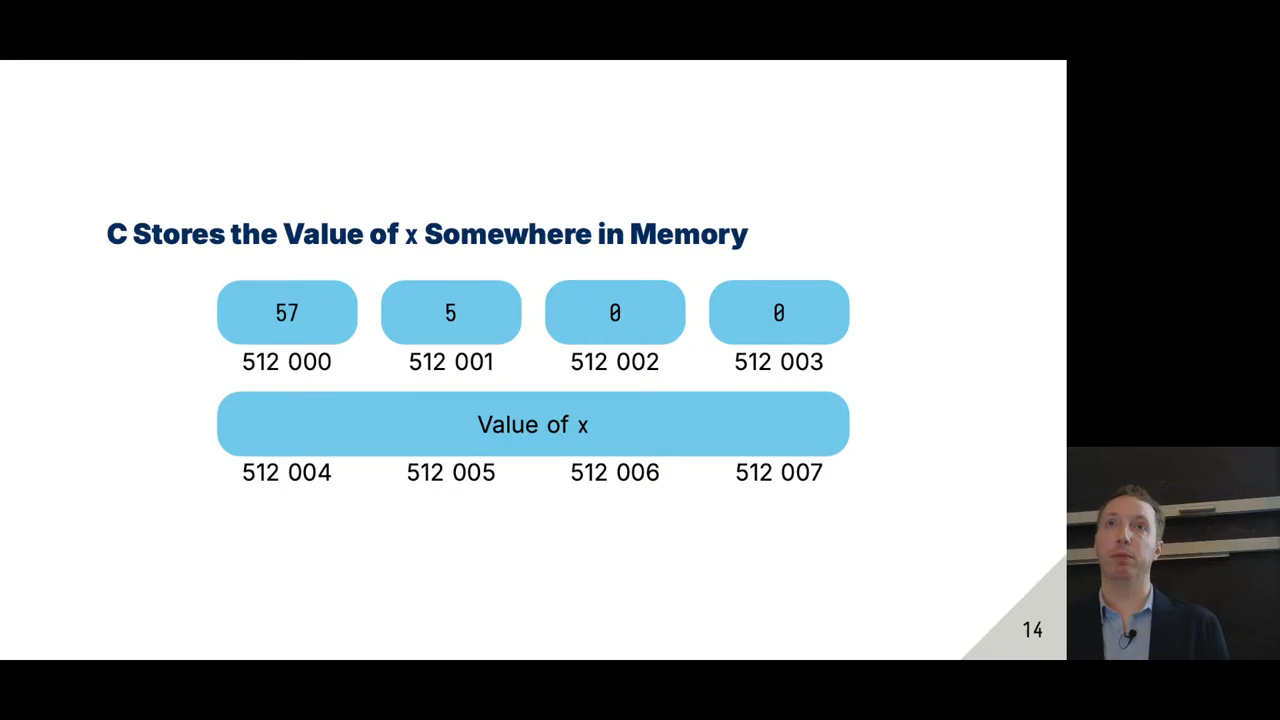 C Stores the Value of x Somewhere in Memory
57 5 0 0
512 000 512 001 512 002 512 003
Value of x
512 004 512 005 512 006 512 007
14